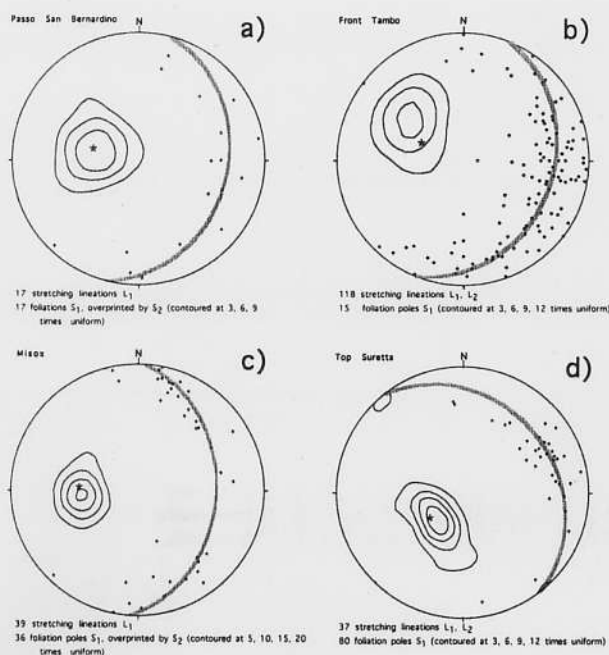 Passo San Bernardino
N
a)
17 stretching lineations L1
17 foliations S1, overprinted by S2 (contoured at 3, 6, 9
times uniform)
Front Tambo
N
b)
118 stretching lineations L1, L2
15 foliation poles S1 (contoured at 3, 6, 9, 12 times uniform)
N
c)
39 stretching lineations L1
36 foliation poles S1, overprinted by S2 (contoured at 5, 10, 15, 20
times uniform)
Top Suretta
N
d)
37 stretching lineations L1, L2
80 foliation poles S1 (contoured at 3, 6, 9, 12 times uniform)